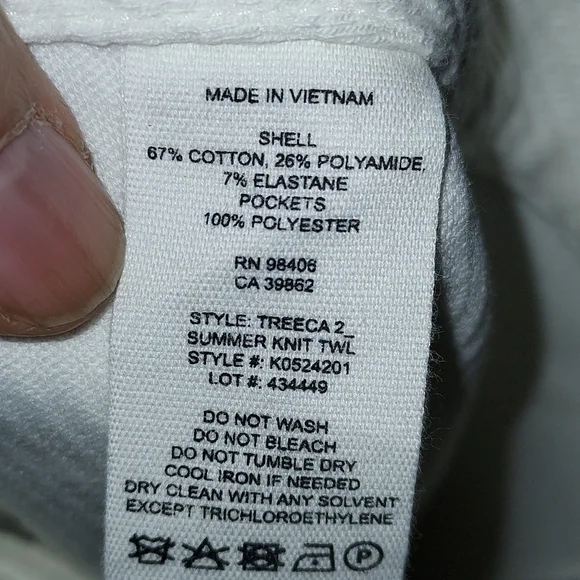 MADE IN VIETNAM
SHELL
67% COTTON, 26% POLYAMIDE,
7% ELASTANE
POCKETS
100% POLYESTER
RN 98406
CA 39862
STYLE: TREECA 2_
SUMMER KNIT TWL
STYLE #: K0524201
LOT #: 434449
DO NOT WASH
DO NOT BLEACH
DO NOT TUMBLE DRY
COOL IRON IF NEEDED
DRY CLEAN WITH ANY SOLVENT
EXCEPT TRICHLOROETHYLENE
P